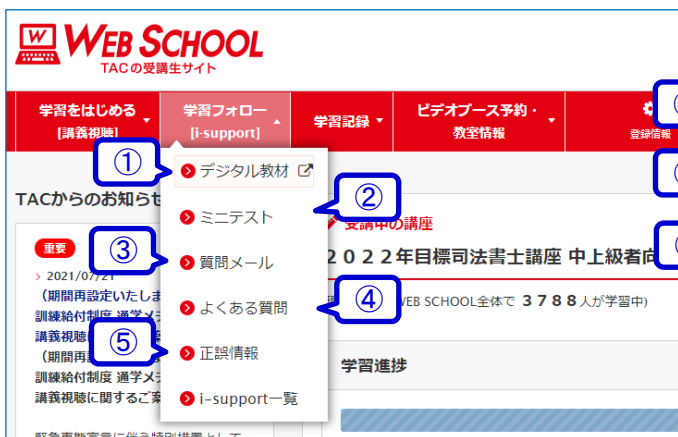 W WEB SCHOOL
TACの受講生サイト
学習をはじめる
[講義視聴]
学習フォロー
[i-support]
学習記録
ビデオブース予約・
教室情報
登録情報
① デジタル教材
② ミニテスト
③ 質問メール
④ よくある質問
⑤ 正誤情報
i-support一覧
TACからのお知らせ
重要
2021/07/21
(期間再設定いたしま
訓練給付制度 通学メ
講義視聴
(期間再
訓練給付制度 通学メ
講義視聴に関するご案
受講中の講座
2022年目標司法書士講座 中上級者向
WEB SCHOOL全体で 3788人が学習中)
学習進捗